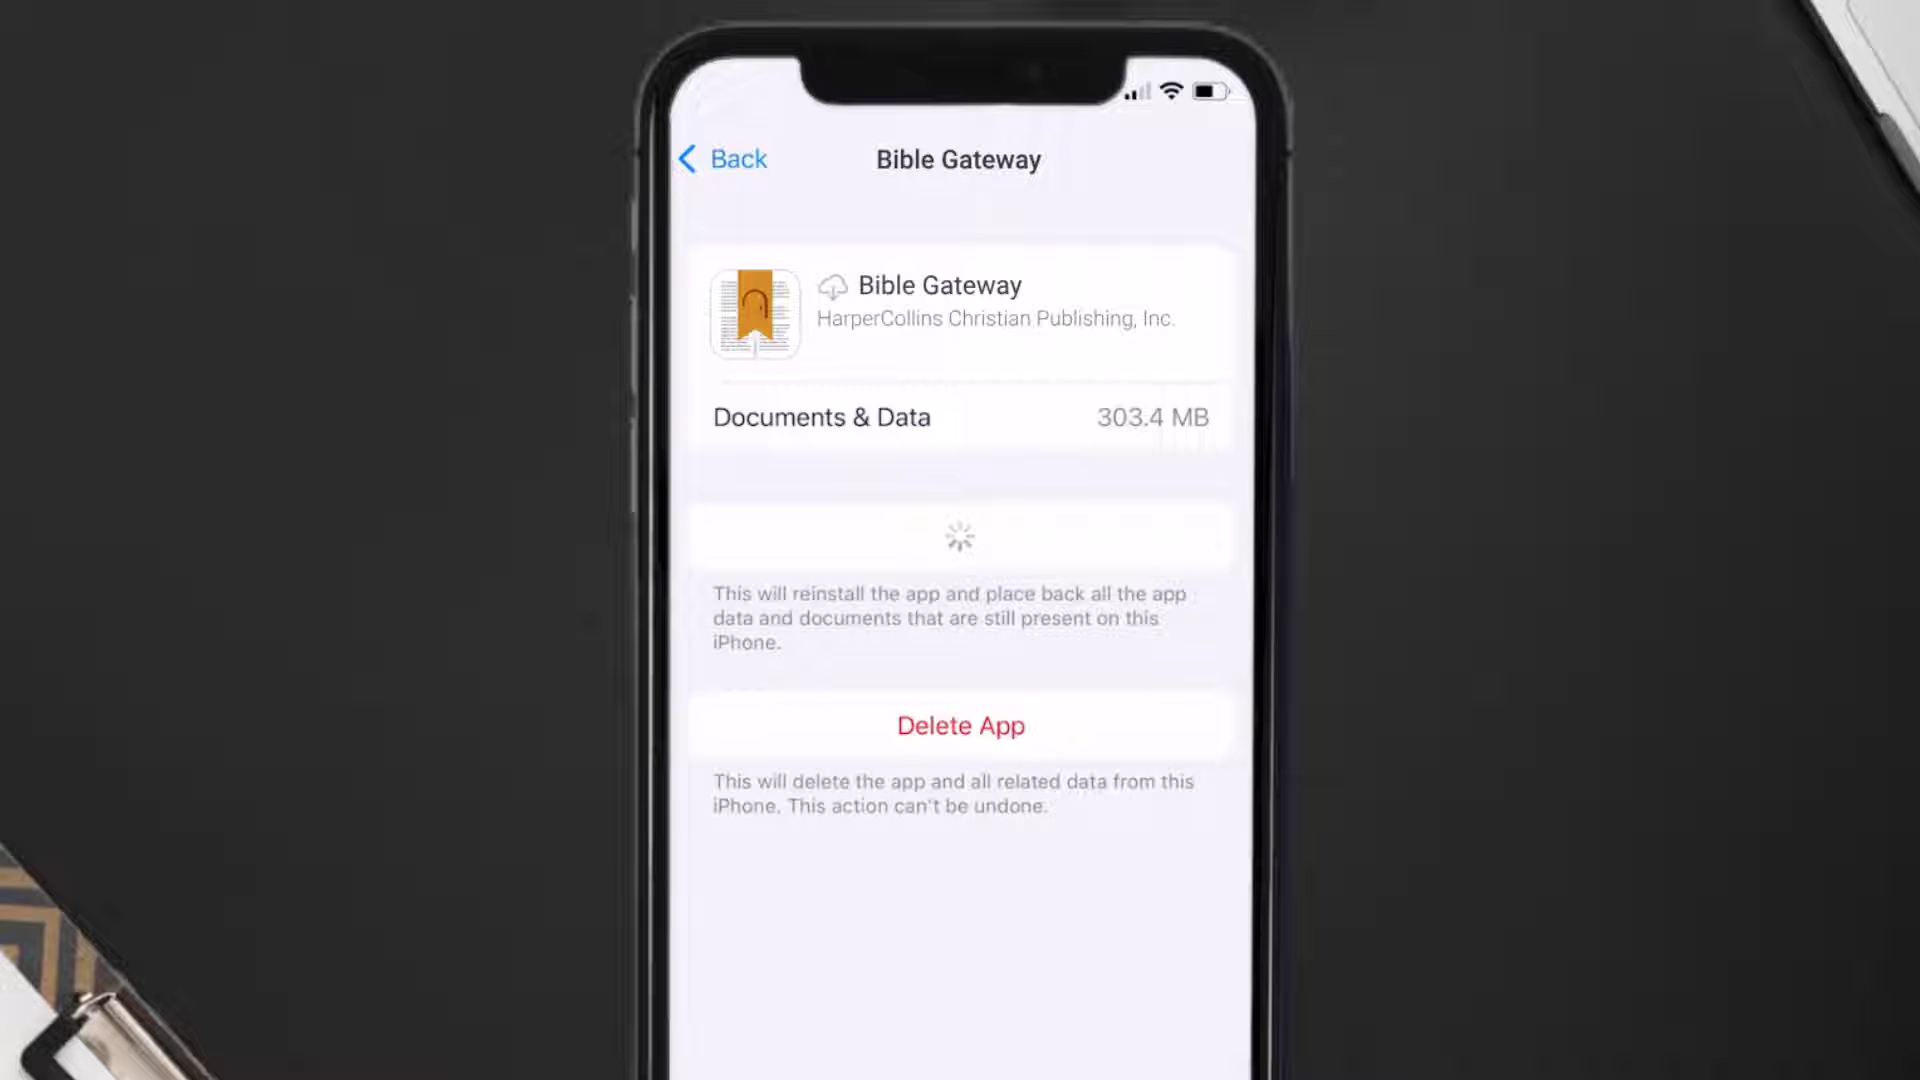 Back
Bible Gateway
Bible Gateway
HarperCollins Christian Publishing, Inc.
Documents & Data
303.4 MB
This will reinstall the app and place back all the app
data and documents that are still present on this
iPhone.
Delete App
This will delete the app and all related data from this
iPhone. This action can't be undone.